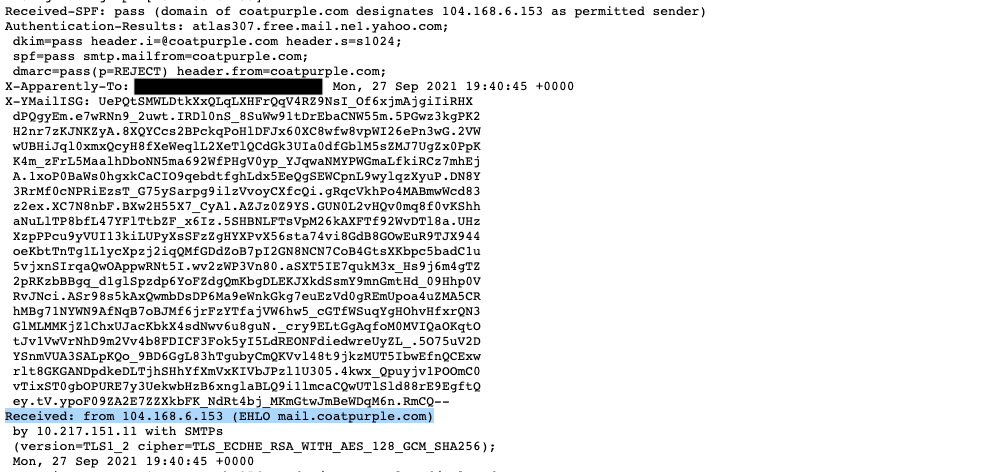 Received-SPF: pass (domain of coatpurple.com designates 104.168.6.153 as permitted sender)
Authentication-Results: atlas307.free.mail.ne1.yahoo.com;
dkim=pass header.i=@coatpurple.com header.s=s1024;
spf=pass smtp.mailfrom=coatpurple.com;
dmarc=pass(p=REJECT) header.from=coatpurple.com;
X-Apparently-To: Mon, 27 Sep 2021 19:40:45 +0000
X-YMailISG: UePQtSMWLDtkXxQLqLXHFrQqV4RZ9NsI_Of6xjmAjgiIiRHX
dPQgyEm.e7wRNn9_2uwt.IRDl0nS_8SuWw91tDrEbaCNW55m.5PGwz3kgPK2
H2nr7zKJNKZyA.8XQYCcs2BPckqPoHlDFJx60XC8wfw8vpWI26ePn3wG.2VW
wUBHiJql0xmxQcyH8fXeWeqlL2XeTlQCdGk3UIa0dfGblM5sZMJ7UgZx0PpK
K4m_zFrL5MaalhDboNN5ma692WfPHgV0yp_YJqwaNMYPWGmaLfkiRCz7mhEj
A.1xoP0BaWs0hgxkCaCIO9qebdtfghLdx5EeQgSEWCpnL9wylqzXyuP.DN8Y
3RrMf0cNPRiEzsT_G75ySarpg9ilzVvoyCXfcQi.gRqcVkhPo4MABmwWcd83
z2ex.XC7N8nbF.BXw2H55X7_CyAl.AZJz0Z9YS.GUN0L2vHQv0mq8f0vKShh
aNuLlTP8bfL47YFlTtbZF_x6Iz.5SHBNLFTsVpM26kAXFTf92WvDTl8a.UHz
XzpPPcu9yVUI13kiLUPyXsSFzZgHYXPvX56sta74vi8GdB8GOwEuR9TJX944
oeKbtTnTg1L1ycXpzj2iqQMfGDdZoB7pI2GN8NCN7CoB4GtsXKbpc5badC1u
5vjxnSIrqaQwOAppwRNt5I.wv2zWP3Vn80.aSXT5IE7qukM3x_Hs9j6m4gTZ
2pRKzbBBgq_dlglSpzdp6YoFZdgQmKbgDLEKJXkdSsmY9mnGmtHd_09Hhp0V
RvJNci.ASr98s5kAxQwmbDsDP6Ma9eWnkGkg7euEzVd0gREmUpoa4uZMA5CR
hMBg71NYWN9AfNqB7oBJMf6jrFzYTfajVW6hw5_cGTfWSuqYgHOhvHfxrQN3
GlMLMMKjZlChxUJacKbkX4sdNwv6u8guN._cry9ELtGgAqfoM0MVIQaOKqtO
tJv1VwVrNhD9m2Vv4b8FDICF3Fok5yI5LdREONFdiedwreUyZL_.5O75uV2D
YSnmVUA3SALpKQo_9BD6GgL83hTgubyCmQKVvl48t9jkzMUT5IbwEfnQCExw
rlt8GKGANDpdkeDLTjhSHhYfXmVxKIVbJPzl1U305.4kwx_Qpuyjv1POOmC0
vTixST0gbOPURE7y3UekwbHzB6xnglaBLQ9illmcaCQwUTlSld88rE9EgftQ
ey.tV.ypoF09ZA2E7ZZXkbFK_NdRt4bj_MKmGtwJmBeWDqM6n.RmCQ--
Received: from 104.168.6.153 (EHLO mail.coatpurple.com)
by 10.217.151.11 with SMTPs
(version=TLS1_2 cipher=TLS_ECDHE_RSA_WITH_AES_128_GCM_SHA256);
Mon, 27 Sep 2021 19:40:45 +0000